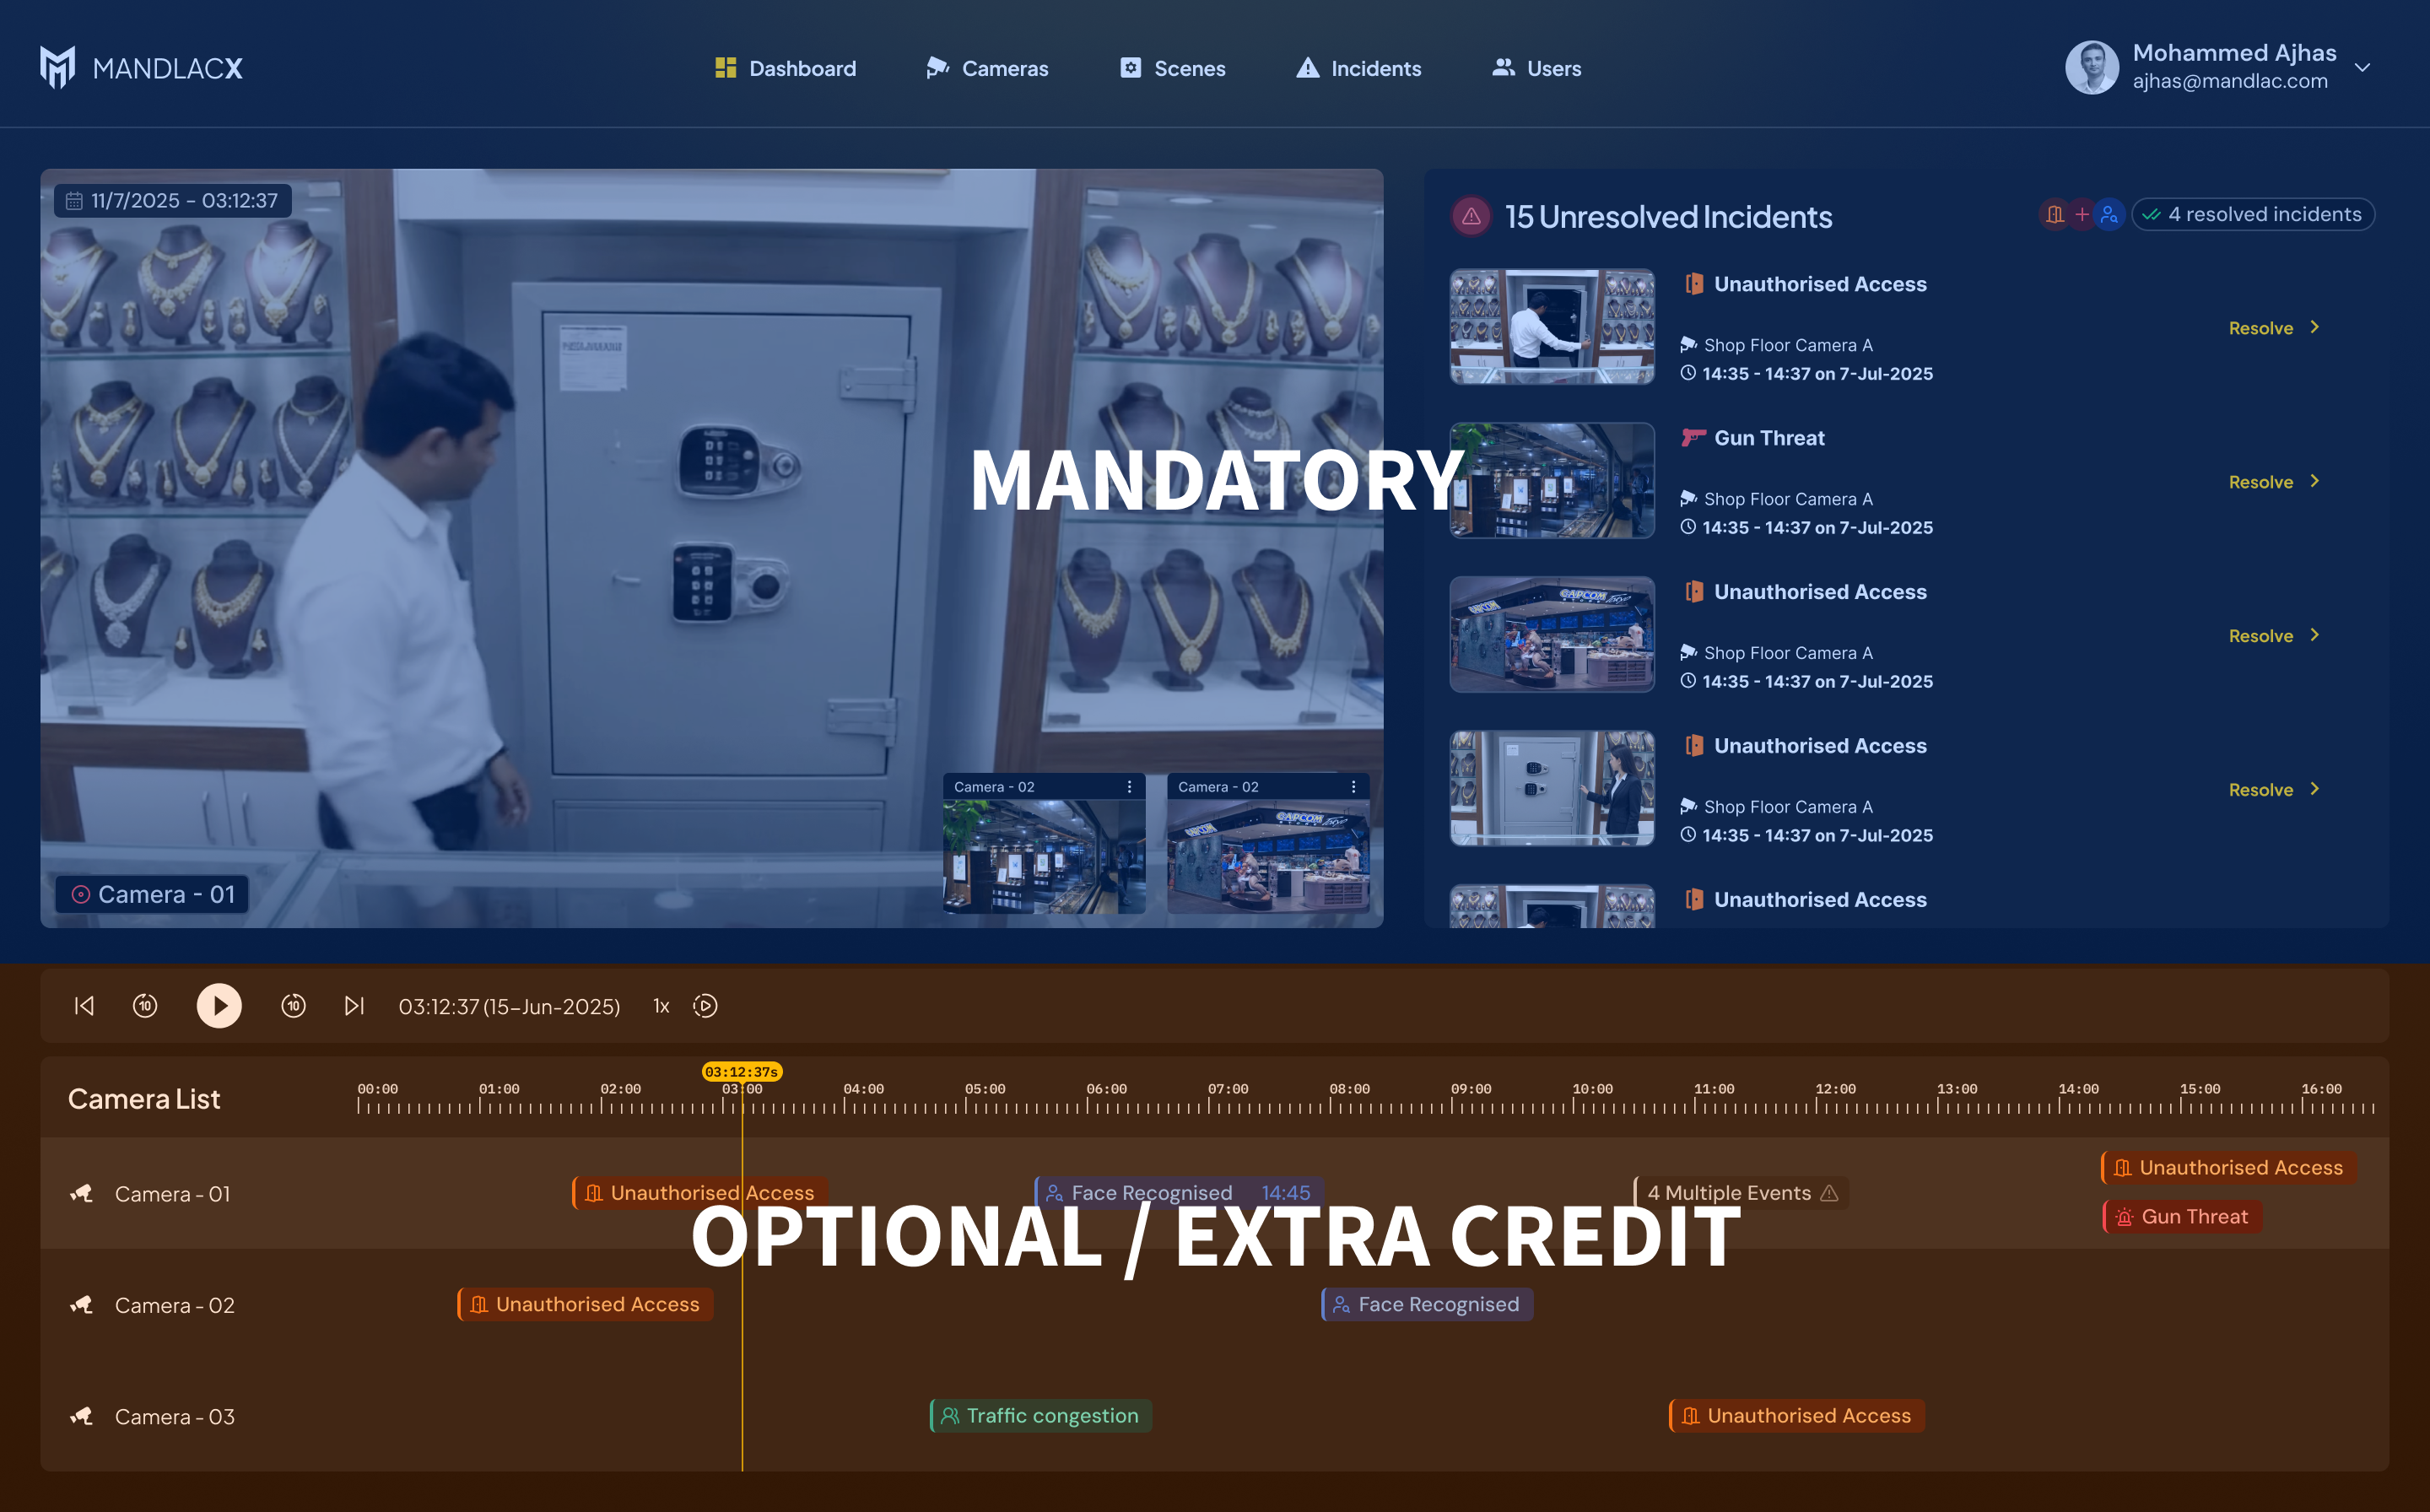 MANDLACX
Dashboard
Cameras
Scenes
Incidents
Users
Mohammed Ajhas
ajhas@mandlac.com
11/7/2025 - 03:12:37
15 Unresolved Incidents
4 resolved incidents
Unauthorised Access
Shop Floor Camera A
14:35 - 14:37 on 7-Jul-2025
Resolve
Gun Threat
Shop Floor Camera A
14:35 - 14:37 on 7-Jul-2025
Resolve
MANDATORY
Unauthorised Access
Shop Floor Camera A
14:35 - 14:37 on 7-Jul-2025
Resolve
CAPCOM
Unauthorised Access
Shop Floor Camera A
14:35 - 14:37 on 7-Jul-2025
Resolve
Unauthorised Access
Camera - 02
Camera - 02
CAPCOM
Camera - 01
10
10
03:12:37 (15-Jun-2025)
1x
Camera List
03:12:37s
00:00 01:00 02:00 03:00 04:00 05:00 06:00 07:00 08:00 09:00 10:00 11:00 12:00 13:00 14:00 15:00 16:00
Camera - 01
Unauthorised Access
Face Recognised 14:45
4 Multiple Events
Unauthorised Access
Gun Threat
OPTIONAL / EXTRA CREDIT
Camera - 02
Unauthorised Access
Face Recognised
Camera - 03
Traffic congestion
Unauthorised Access